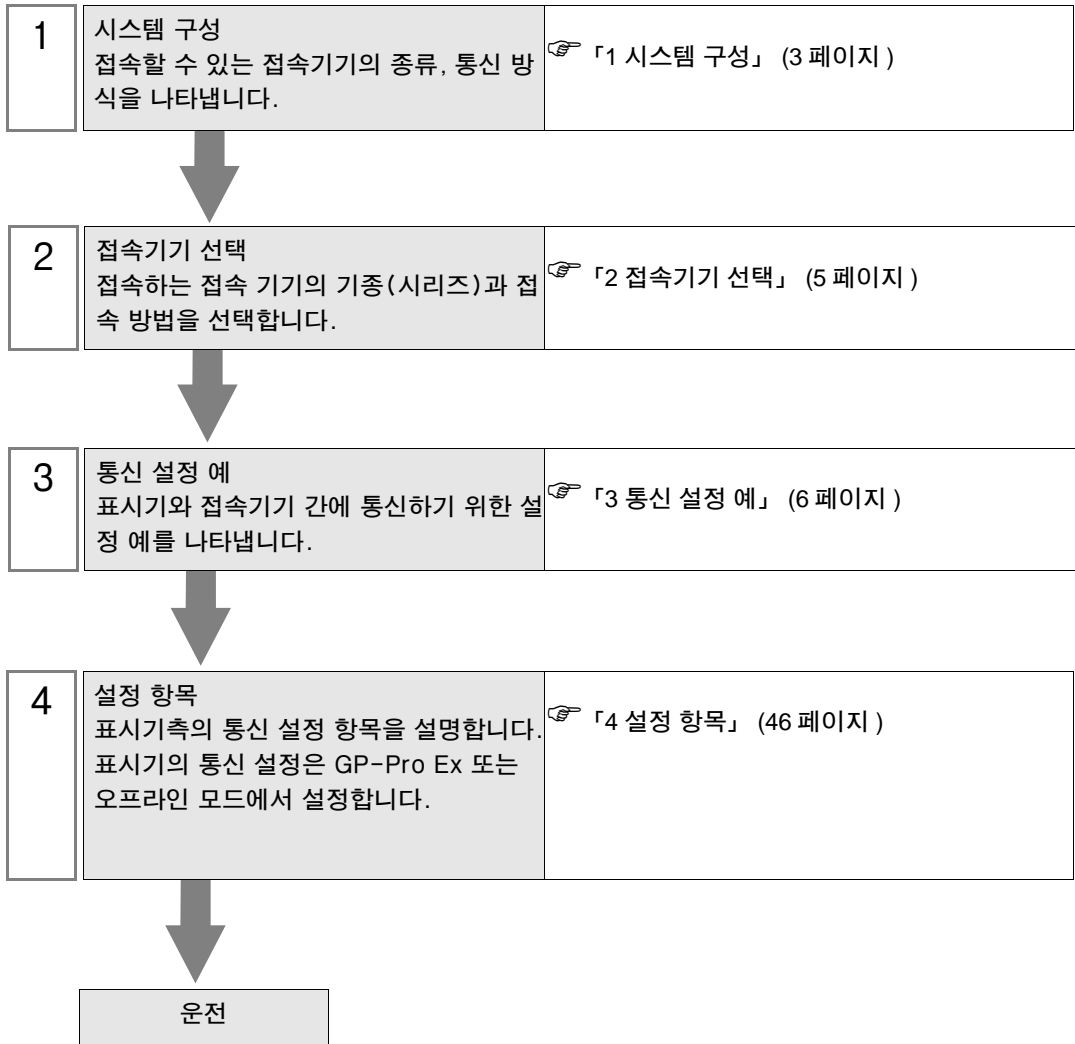 1
시스템 구성
접속할 수 있는 접속기기의 종류, 통신 방
식을 나타냅니다.
☞ 「1 시스템 구성」 (3 페이지 )
2
접속기기 선택
접속하는 접속 기기의 기종(시리즈)과 접
속 방법을 선택합니다.
☞ 「2 접속기기 선택」 (5 페이지 )
3
통신 설정 예
표시기와 접속기기 간에 통신하기 위한 설
정 예를 나타냅니다.
☞ 「3 통신 설정 예」 (6 페이지 )
4
설정 항목
표시기측의 통신 설정 항목을 설명합니다.
표시기의 통신 설정은 GP-Pro Ex 또는
오프라인 모드에서 설정합니다.
☞ 「4 설정 항목」 (46 페이지 )
운전